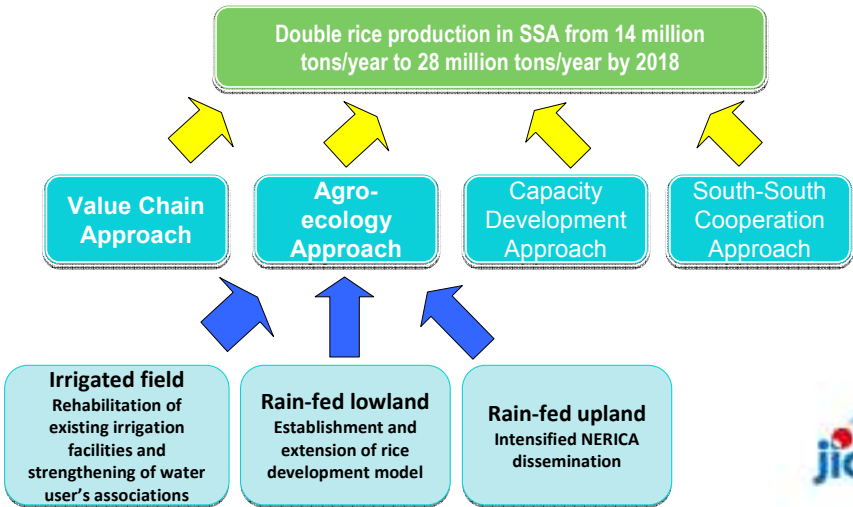 Double rice production in SSA from 14 million
tons/year to 28 million tons/year by 2018
Value Chain
Approach
Agro-
ecology
Approach
Capacity
Development
Approach
South-South
Cooperation
Approach
Irrigated field
Rehabilitation of
existing irrigation
facilities and
strengthening of water
user's associations
Rain-fed lowland
Establishment and
extension of rice
development model
Rain-fed upland
Intensified NERICA
dissemination